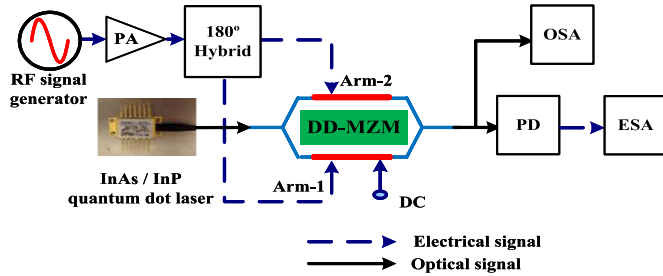 PA
180°
Hybrid
RF signal
generator
Arm-2
OSA
DD-MZM
PD
ESA
InAs / InP
quantum dot laser
Arm-1
DC
Electrical signal
Optical signal